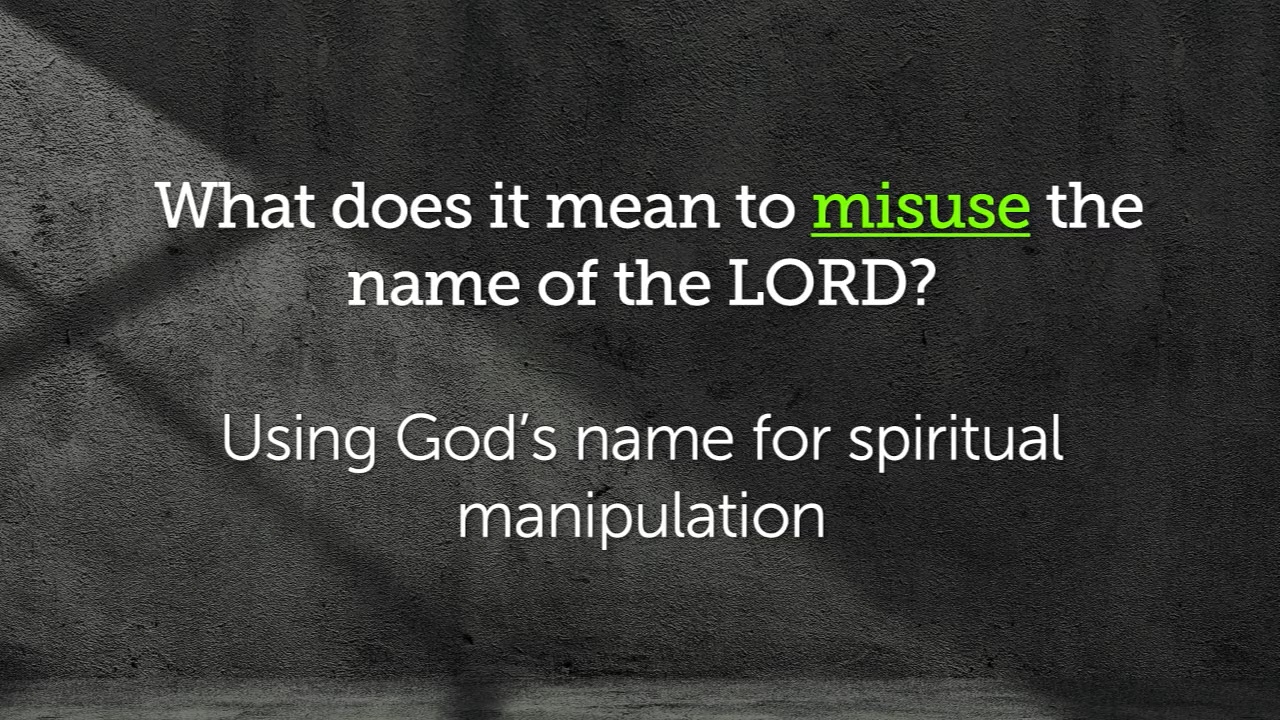 What does it mean to misuse the
name of the LORD?
Using God’s name for spiritual
manipulation